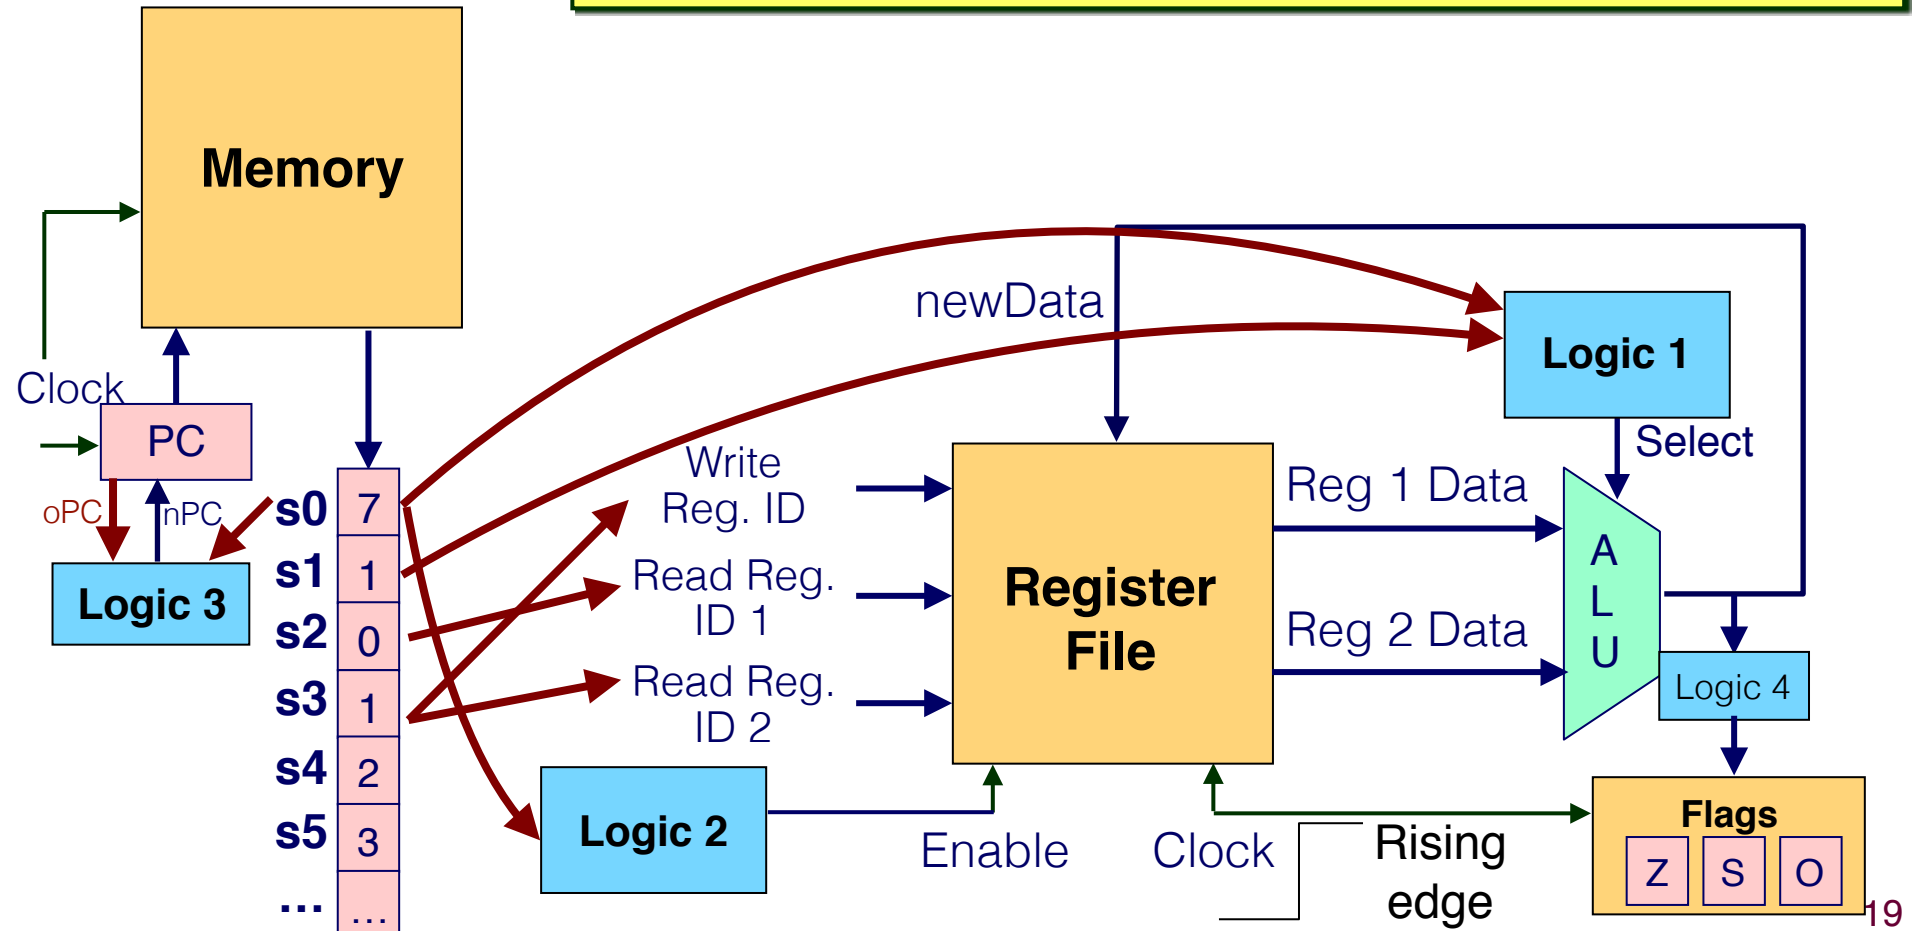 Memory
Clock
PC
oPC
nPC
Logic 3
s0 7
s1 1
s2 0
s3 1
s4 2
s5 3
... ...
newData
Write
Reg. ID
Read Reg.
ID 1
Read Reg.
ID 2
Logic 2
Enable
Clock
Register
File
Reg 1 Data
Reg 2 Data
Logic 1
Select
A
L
U
Logic 4
Flags
Z S O
Rising
edge
19